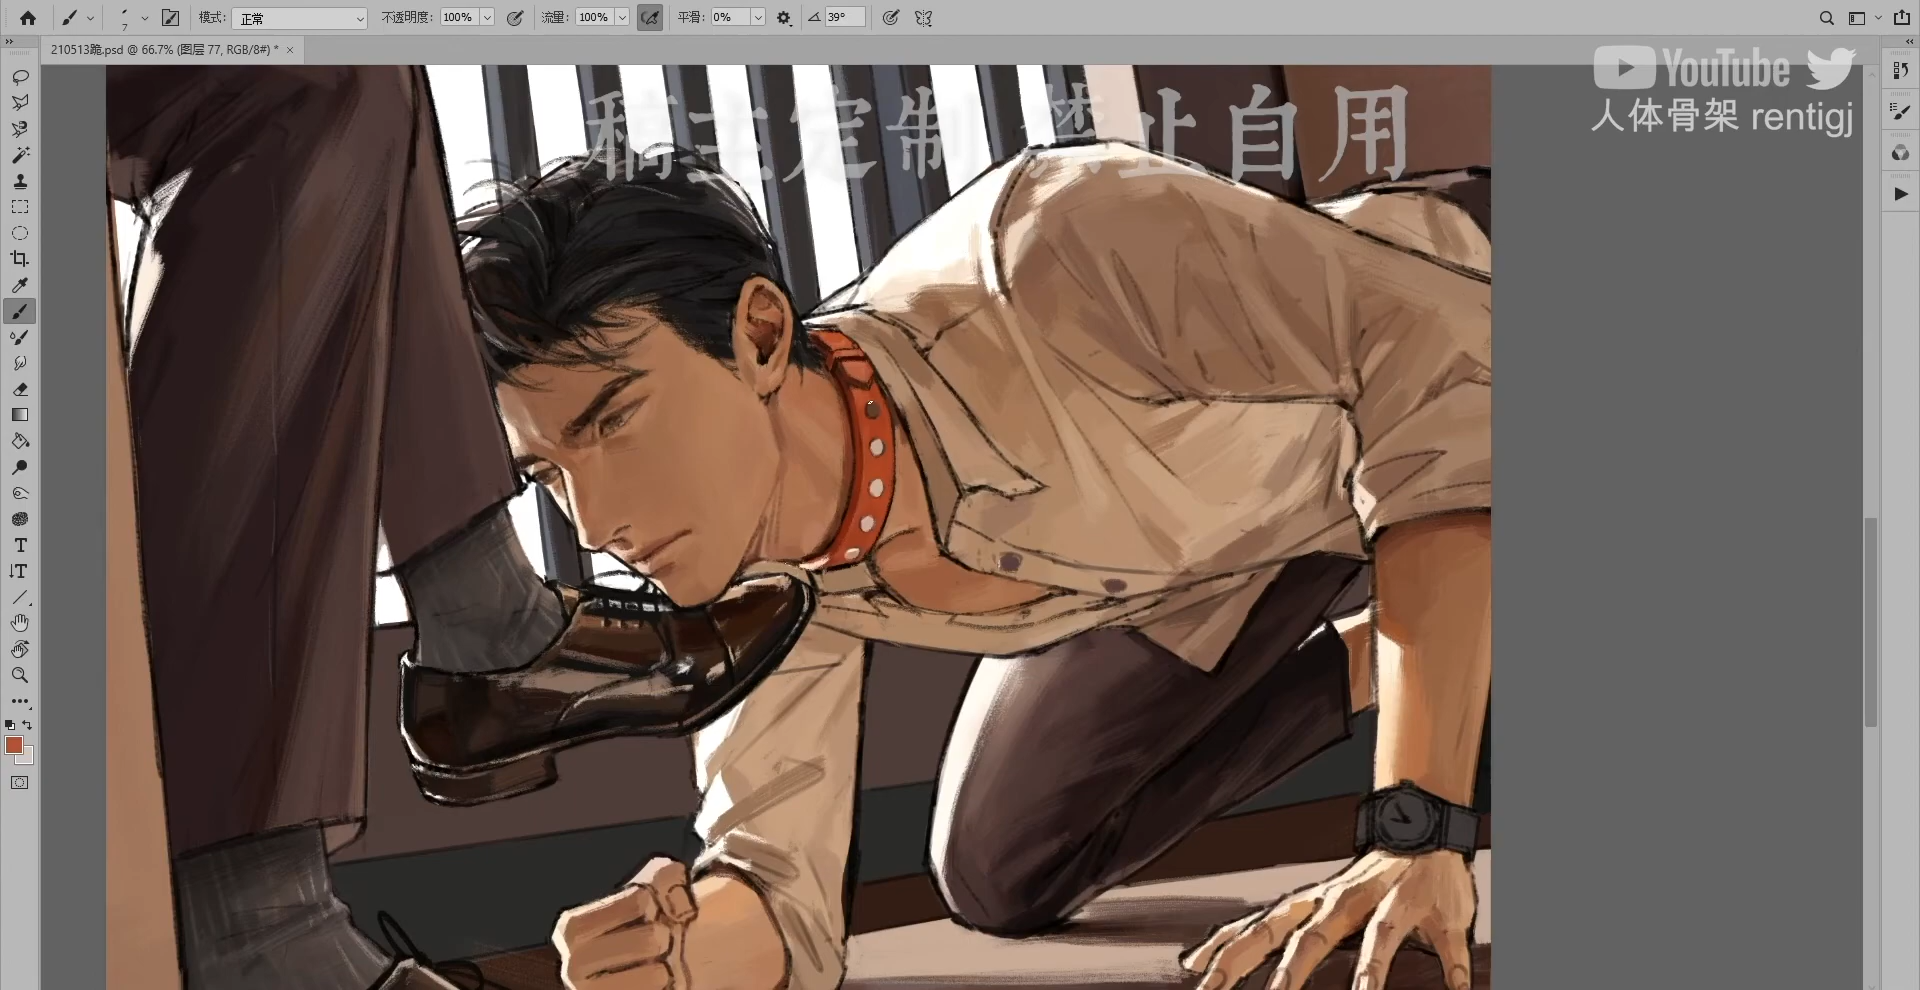 模式: 正常 不透明度: 100% 流量: 100% 平滑: 0% 39°
210513跪.psd @ 66.7% (图层 77, RGB/8#) *
YouTube
人体骨架 rentigj
稿主定制 禁止自用